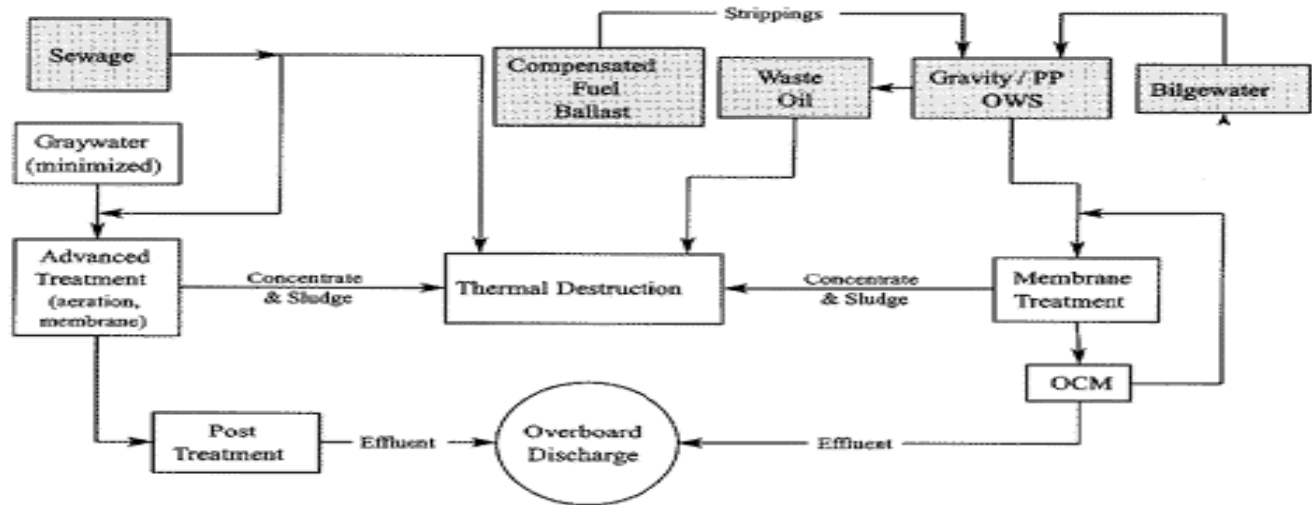 Strippings
Sewage
Compensated
Fuel
Ballast
Waste
Oil
Gravity / PP
OWS
Bilgewater
Graywater
(minimized)
Advanced
Treatment
(aeration,
membrane)
Concentrate
& Sludge
Thermal Destruction
Concentrate
& Sludge
Membrane
Treatment
OCM
Post
Treatment
Effluent
Overboard
Discharge
Effluent